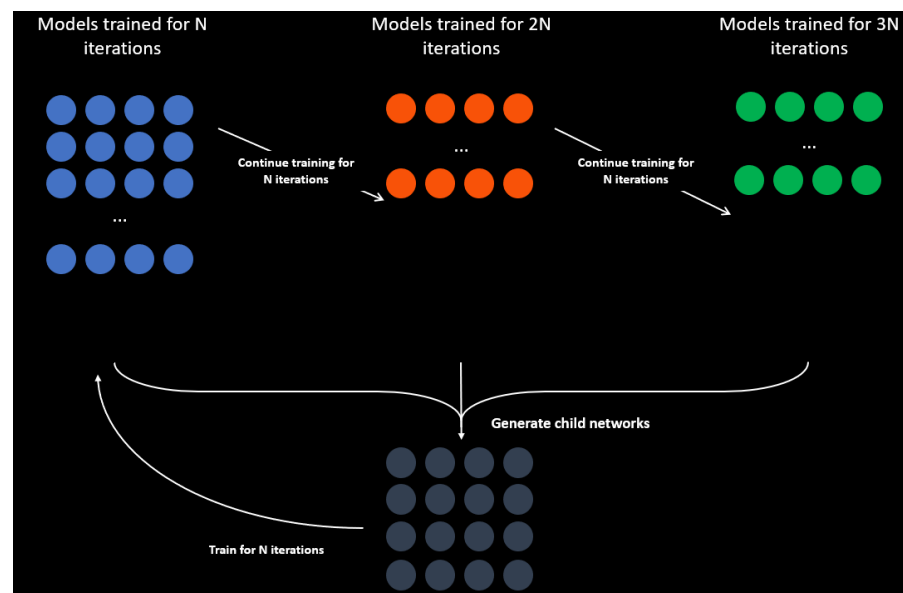 Models trained for N
iterations
Models trained for 2N
iterations
Models trained for 3N
iterations
Continue training for
N iterations
...
Continue training for
N iterations
...
...
Generate child networks
Train for N iterations